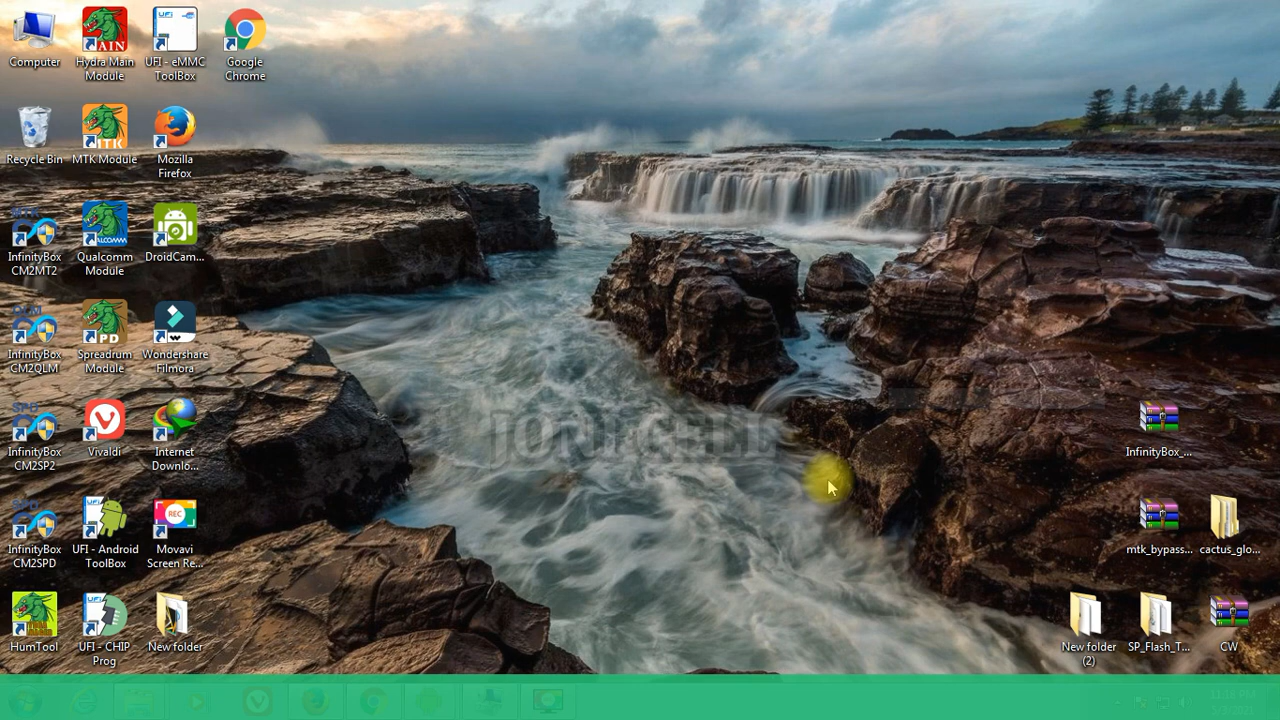 Computer
Hydra Main
Module
UFI - eMMC
ToolBox
Google
Chrome
Recycle Bin
MTK Module
Mozilla
Firefox
InfinityBox
CM2MT2
Qualcomm
Module
DroidCam...
InfinityBox
CM2QLM
Spreadrum
Module
Wondershare
Filmora
InfinityBox
CM2SP2
Vivaldi
Internet
Downlo...
InfinityBox
CM2SPD
UFI - Android
ToolBox
Movavi
Screen Re...
HumTool
UFI - CHIP
Prog
New folder
JONI CELL
InfinityBox_...
mtk_bypass...
cactus_glo...
New folder
(2)
SP_Flash_T...
CW